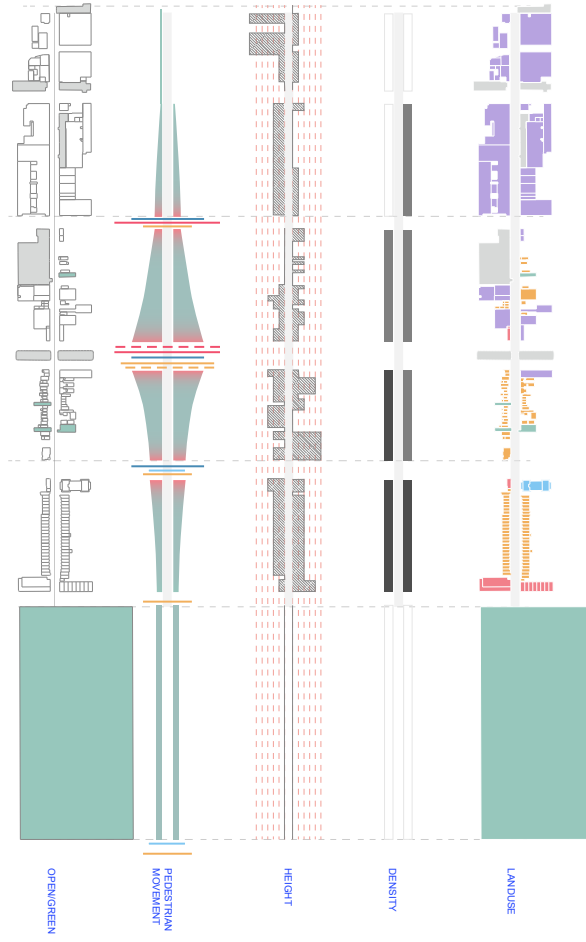 OPEN/GREEN
PEDESTRIAN
MOVEMENT
HEIGHT
DENSITY
LANDUSE